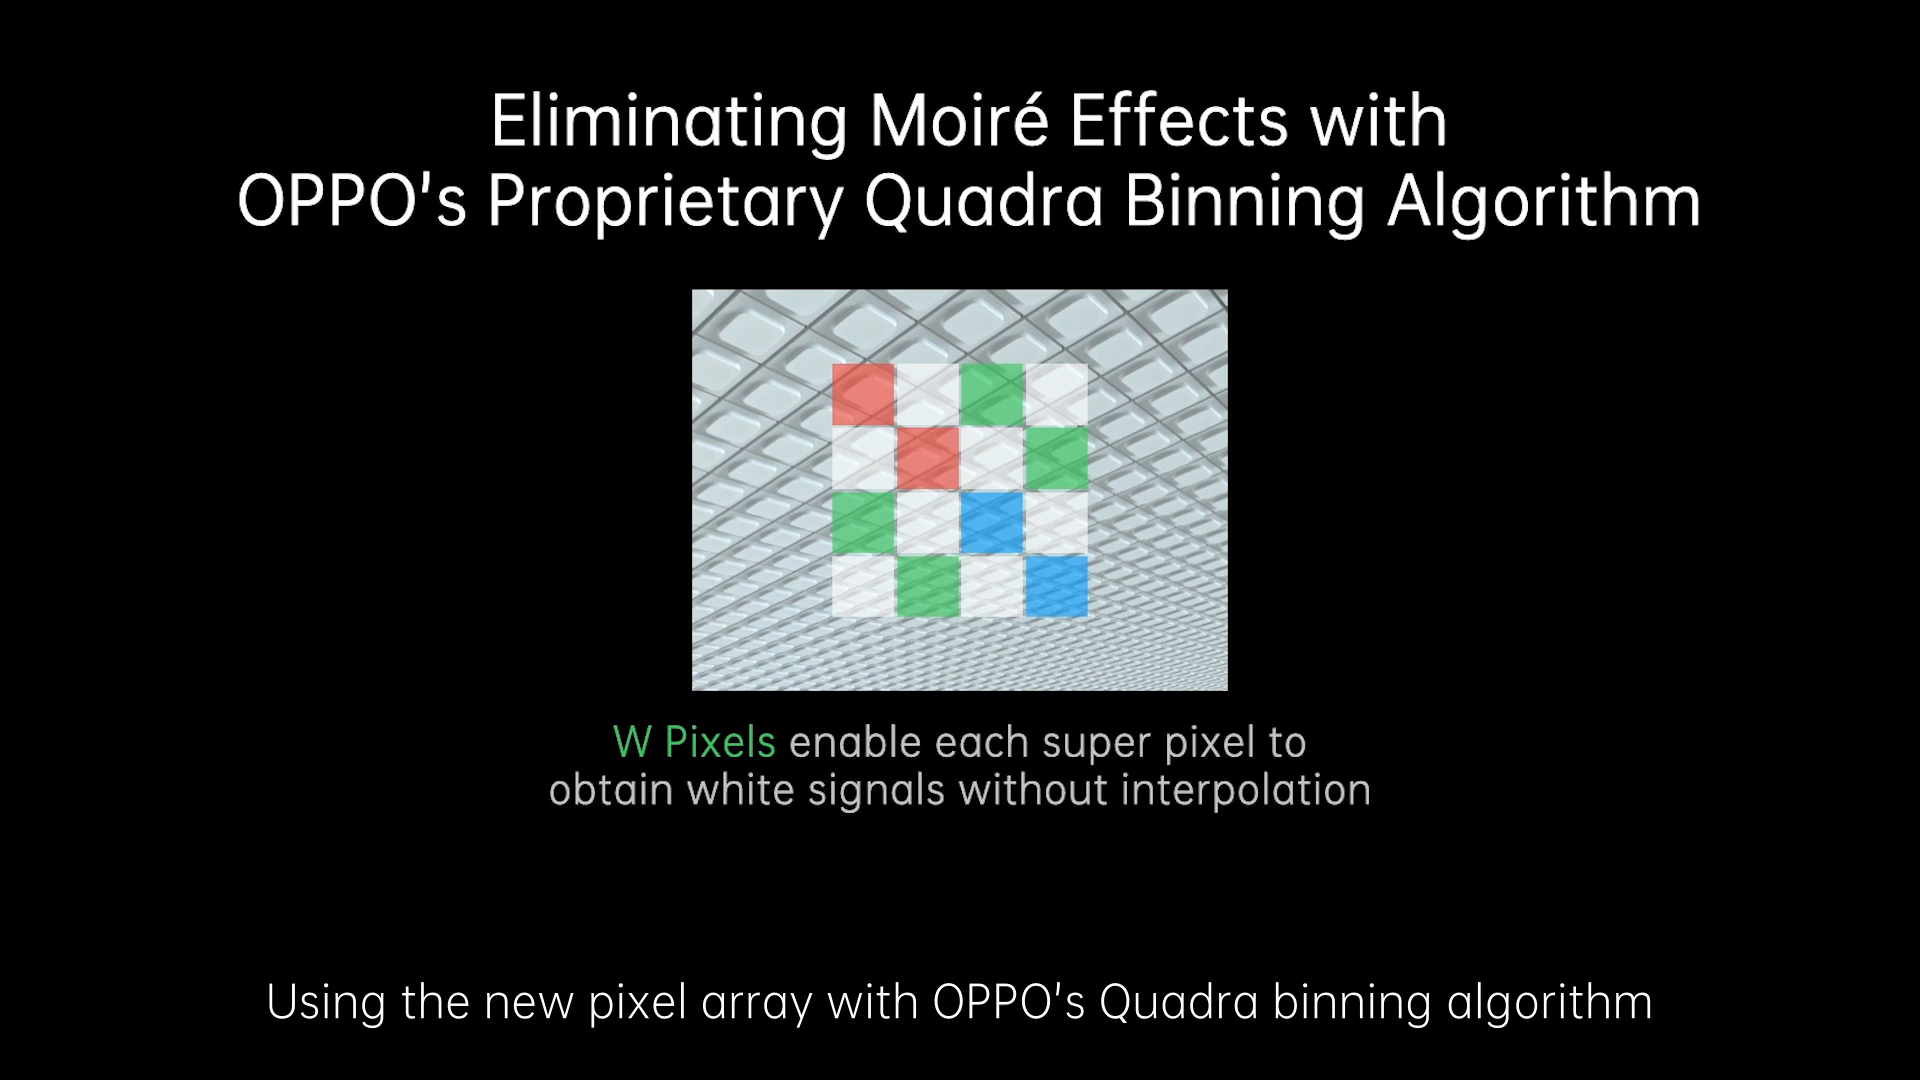 Eliminating Moiré Effects with
OPPO's Proprietary Quadra Binning Algorithm
W Pixels enable each super pixel to
obtain white signals without interpolation
Using the new pixel array with OPPO's Quadra binning algorithm